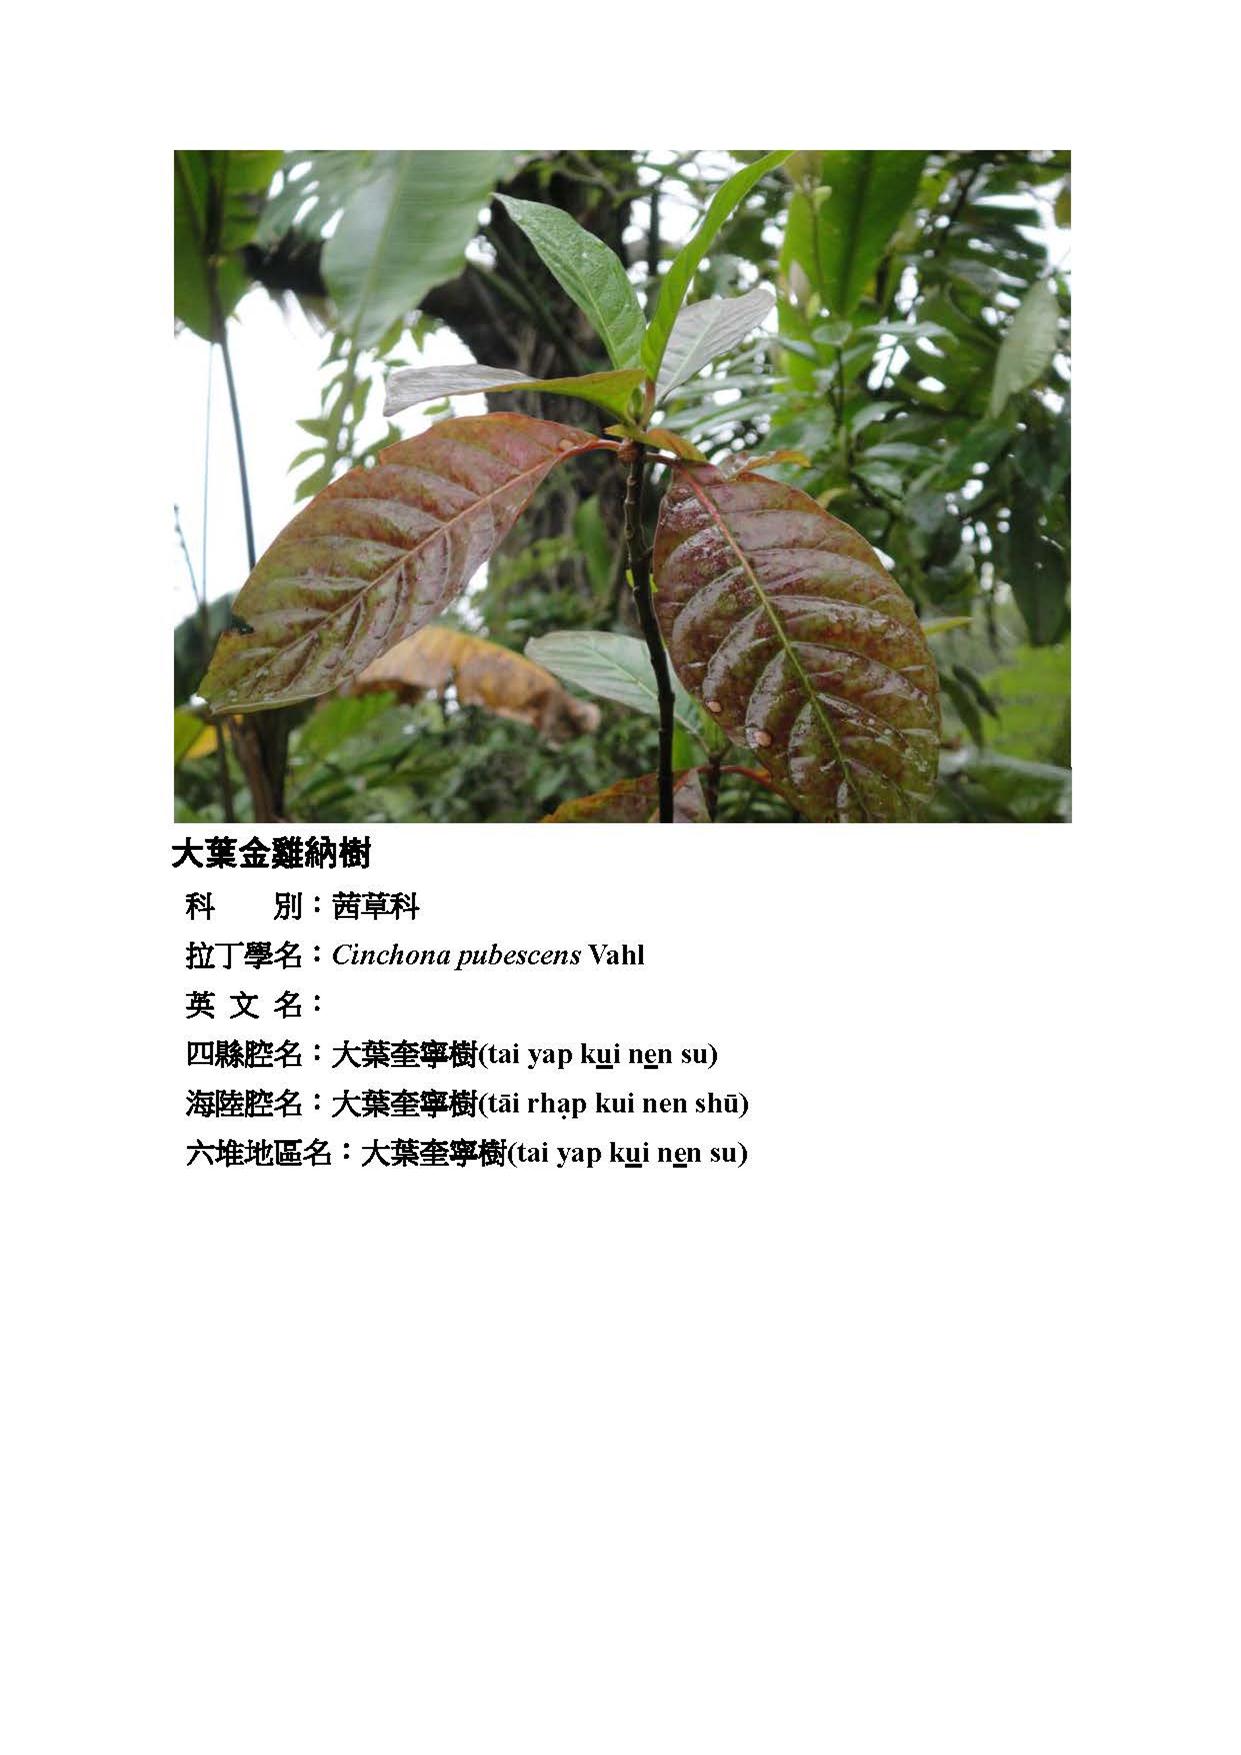 大葉金雞納樹
科　　別：茜草科
拉丁學名：Cinchona pubescens Vahl
英 文 名：
四縣腔名：大葉奎寧樹(tai yap ku̲i ne̲n su)
海陸腔名：大葉奎寧樹(tāi rhạp kui nen shū)
六堆地區名：大葉奎寧樹(tai yap ku̲i ne̲n su)